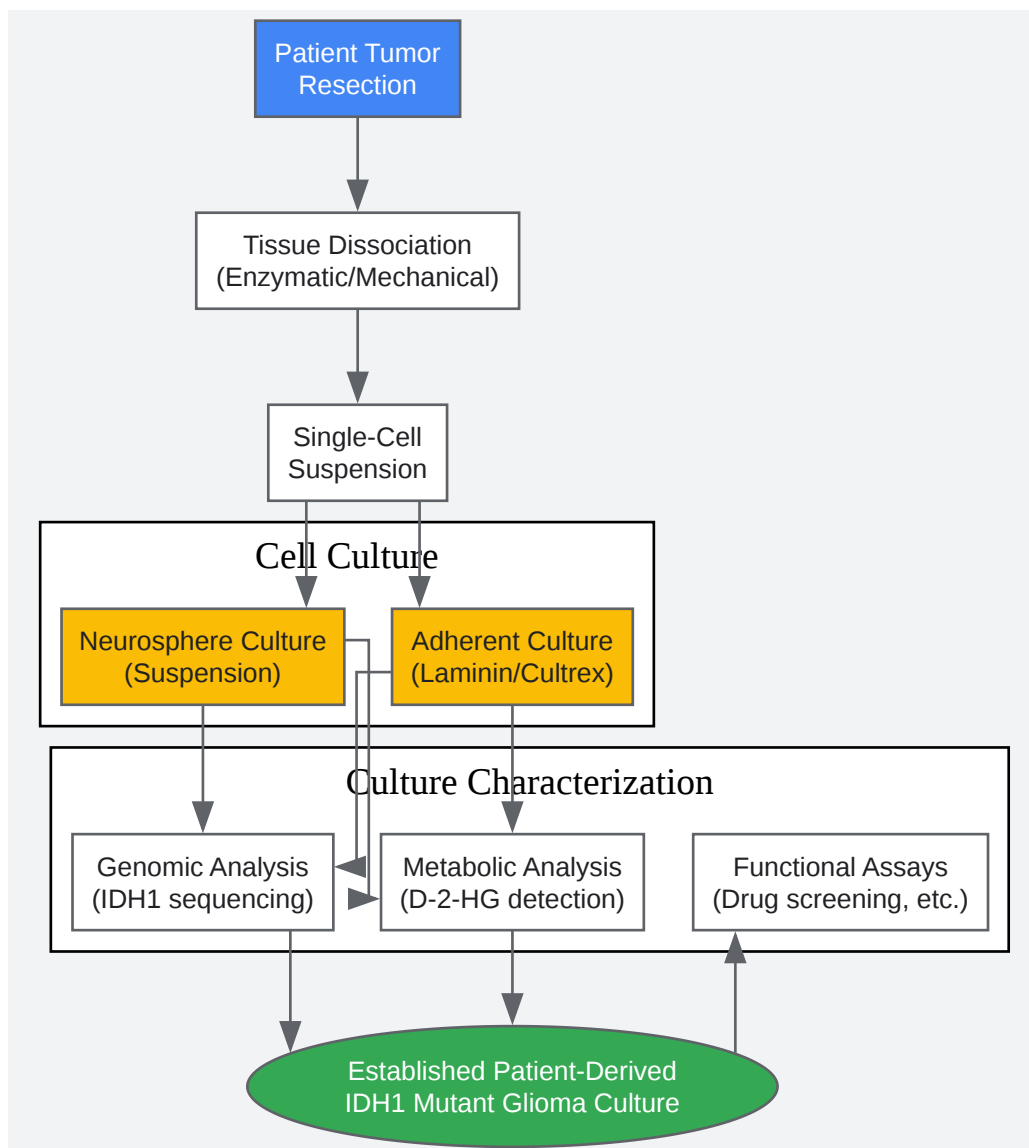 Patient Tumor
Resection
Tissue Dissociation
(Enzymatic/Mechanical)
Single-Cell
Suspension
Cell Culture
Neurosphere Culture
(Suspension)
Adherent Culture
(Laminin/Cultrex)
Culture Characterization
Genomic Analysis
(IDH1 sequencing)
Metabolic Analysis
(D-2-HG detection)
Functional Assays
(Drug screening, etc.)
Established Patient-Derived
IDH1 Mutant Glioma Culture